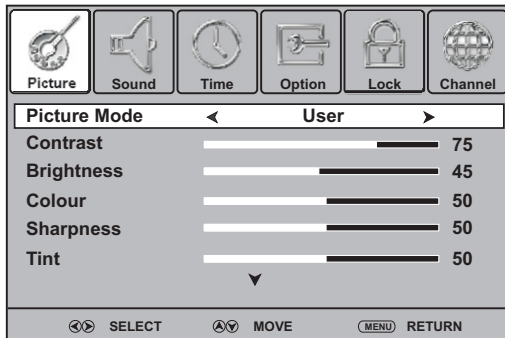 Picture Sound Time Option Lock Channel
Picture Mode User
Contrast 75
Brightness 45
Colour 50
Sharpness 50
Tint 50
SELECT MOVE MENU RETURN